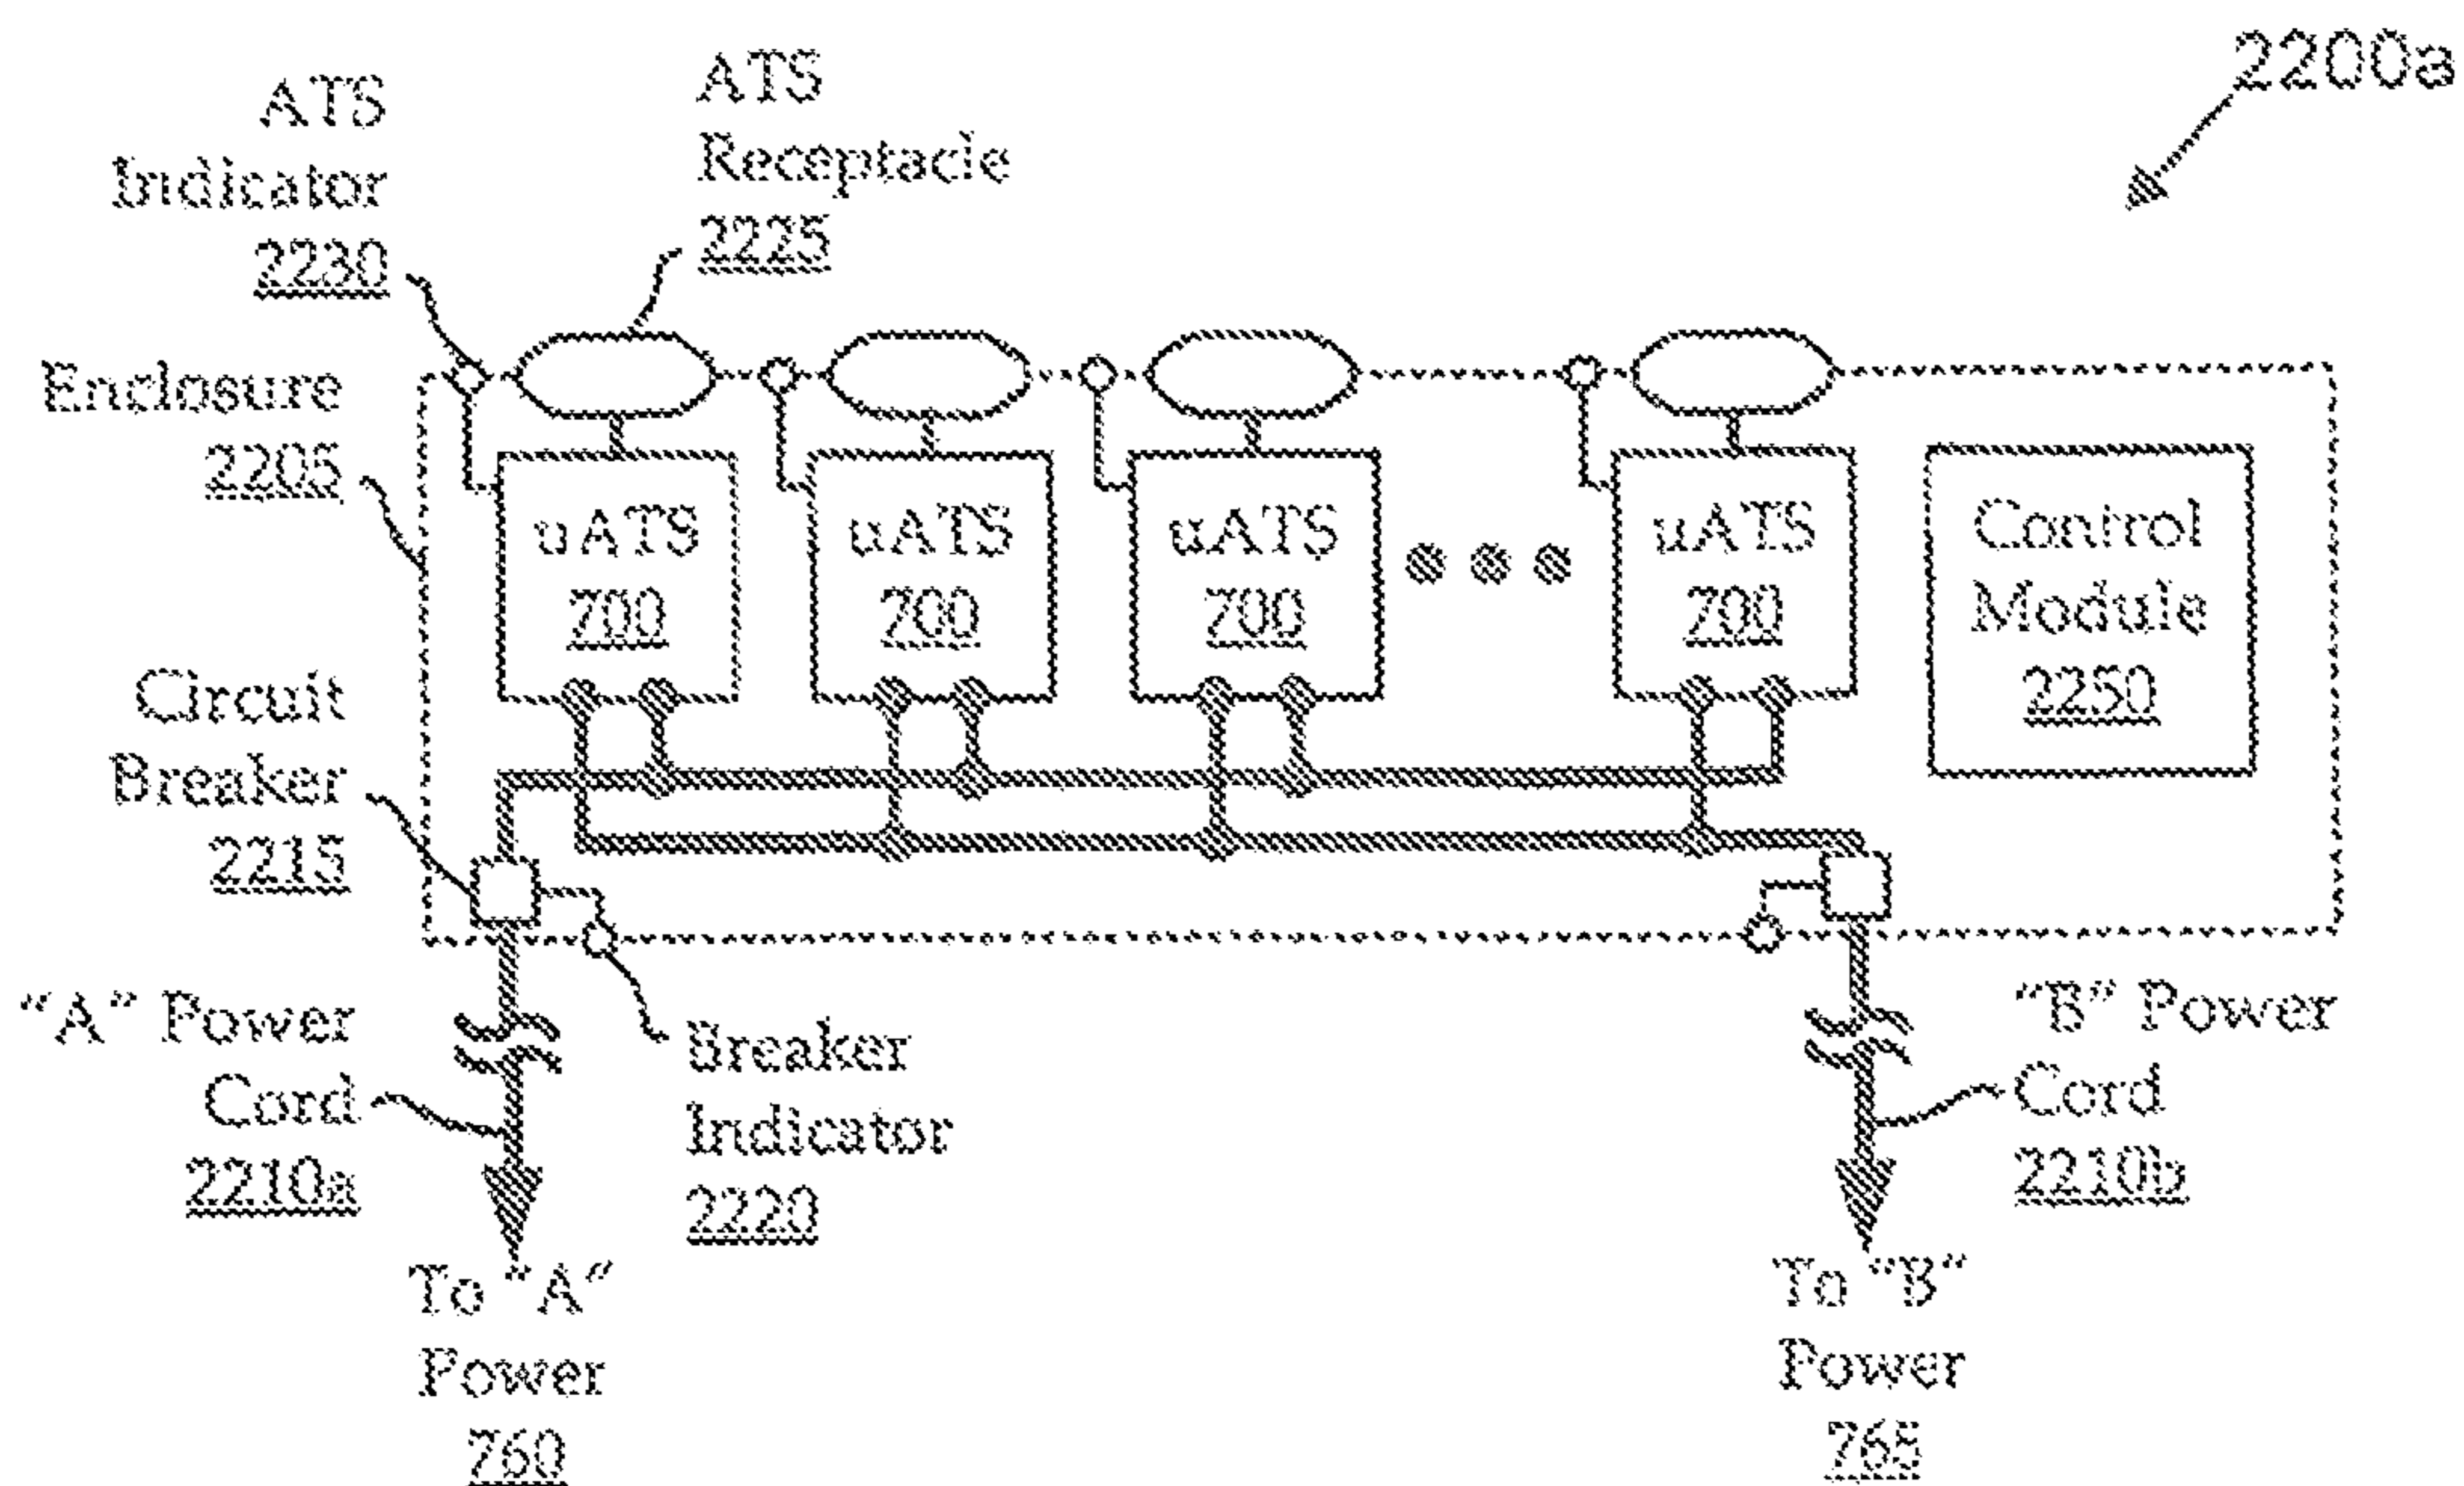 2200a
ATS
Indicator
2230
ATS
Receptacle
2225
Enclosure
2205
uATS
700
uATS
700
uATS
700
uATS
700
Control
Module
2250
Circuit
Breaker
2215
"A" Power
Cord
2210a
Breaker
Indicator
2220
"B" Power
Cord
2210b
To "A"
Power
760
To "B"
Power
765